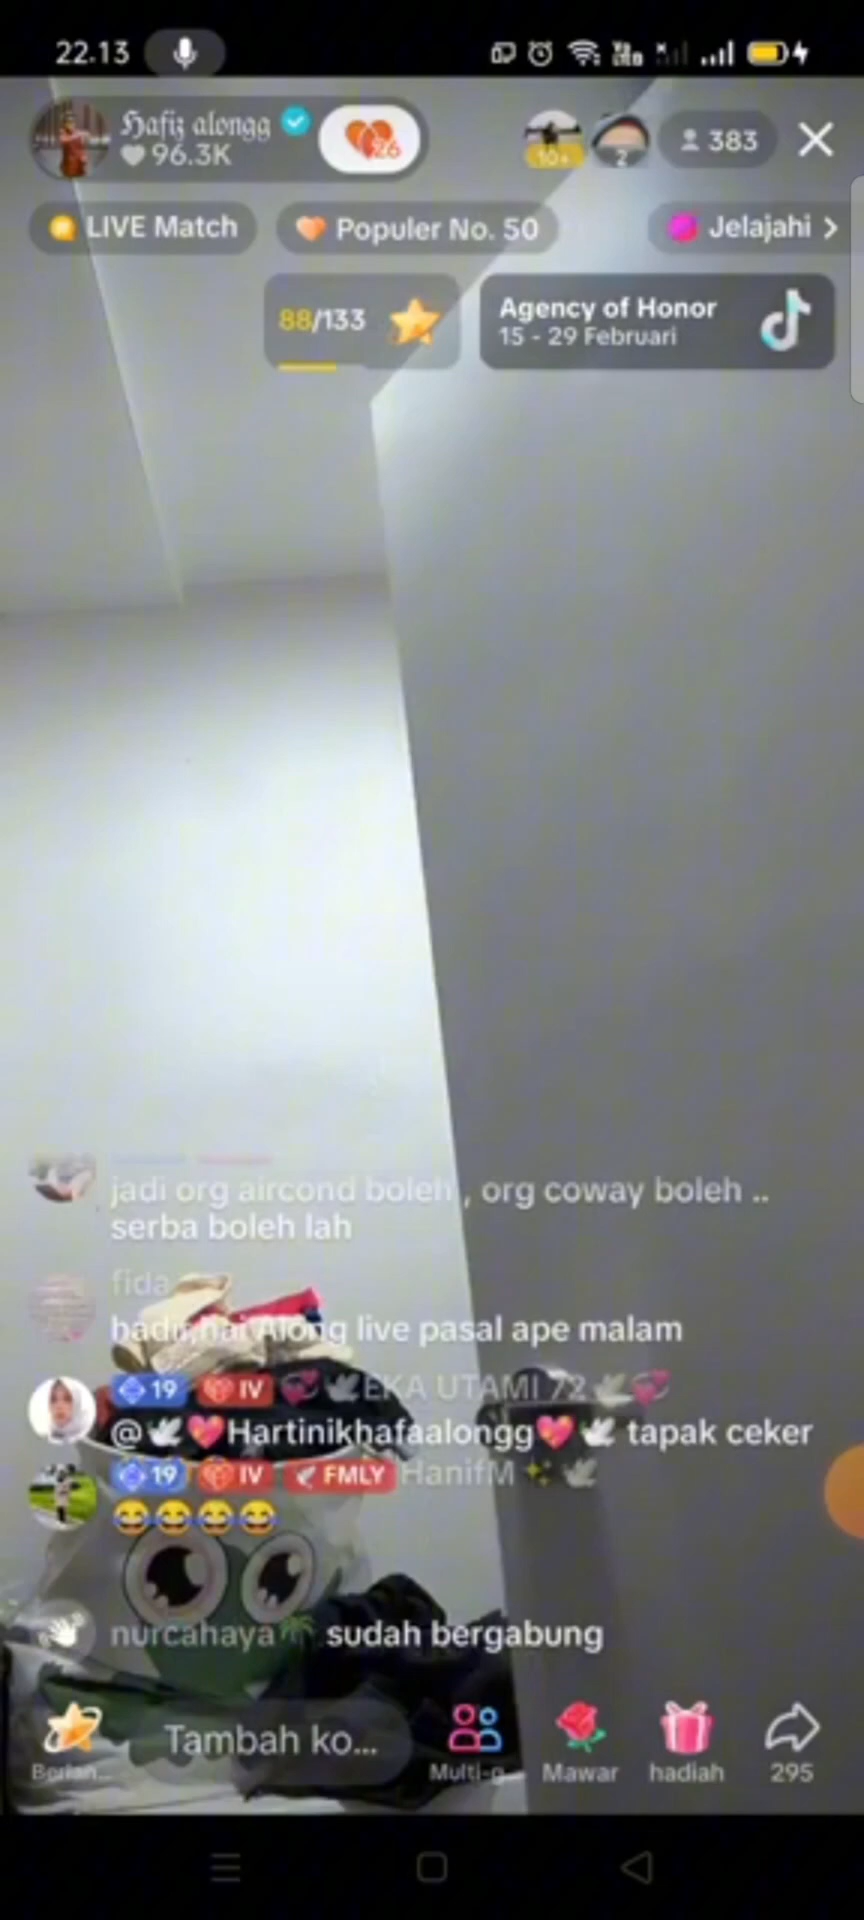 22.13
Hafiz alongg
96.3K
26
10+
2
383
LIVE Match
Populer No. 50
Jelajahi >
88/133
Agency of Honor
15 - 29 Februari
jadi org aircond boleh , org coway boleh ..
serba boleh lah
fida
live pasal ape malam
19 IV EKA UTAMI 72
@🕊💖Hartinikhafaalongg💖🕊 tapak ceker
19 IV FMLY HanifM ✨🕊
😂😂😂😂
nurcahaya🌴 sudah bergabung
Tambah ko...
Multi-g...
Mawar
hadiah
295